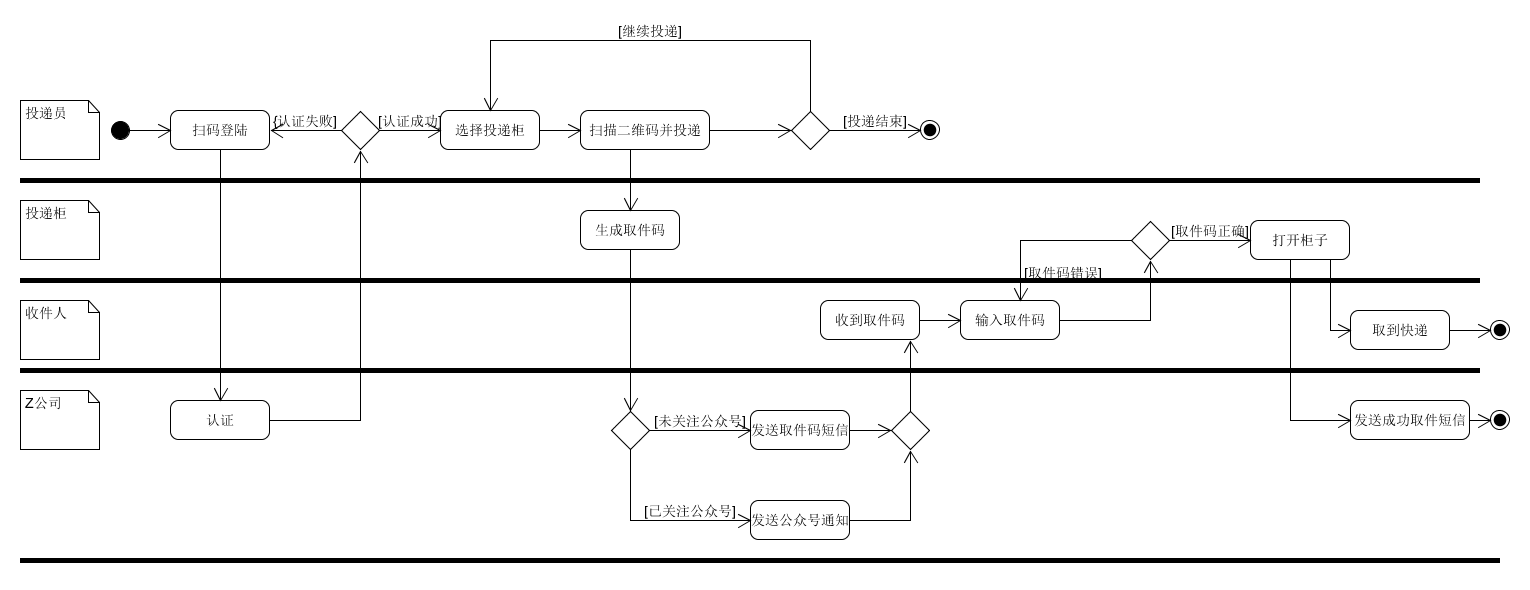 [继续投递]
投递员
扫码登陆
[认证失败]
[认证成功]
选择投递柜
扫描二维码并投递
[投递结束]
投递柜
生成取件码
[取件码正确]
打开柜子
[取件码错误]
收件人
收到取件码
输入取件码
取到快递
Z公司
认证
[未关注公众号]
发送取件码短信
发送成功取件短信
[已关注公众号]
发送公众号通知